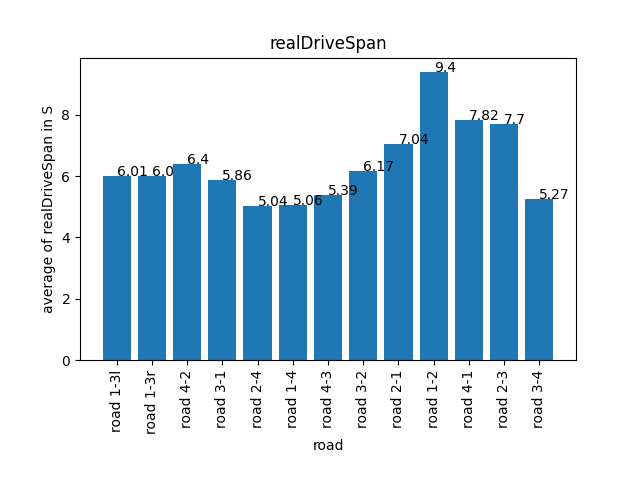 realDriveSpan
average of realDriveSpan in S
8
6
4
2
0
6.01
6.0
6.4
5.86
5.04
5.06
5.39
6.17
7.04
9.4
7.82
7.7
5.27
road 1-3l
road 1-3r
road 4-2
road 3-1
road 2-4
road 1-4
road 4-3
road 3-2
road 2-1
road 1-2
road 4-1
road 2-3
road 3-4
road